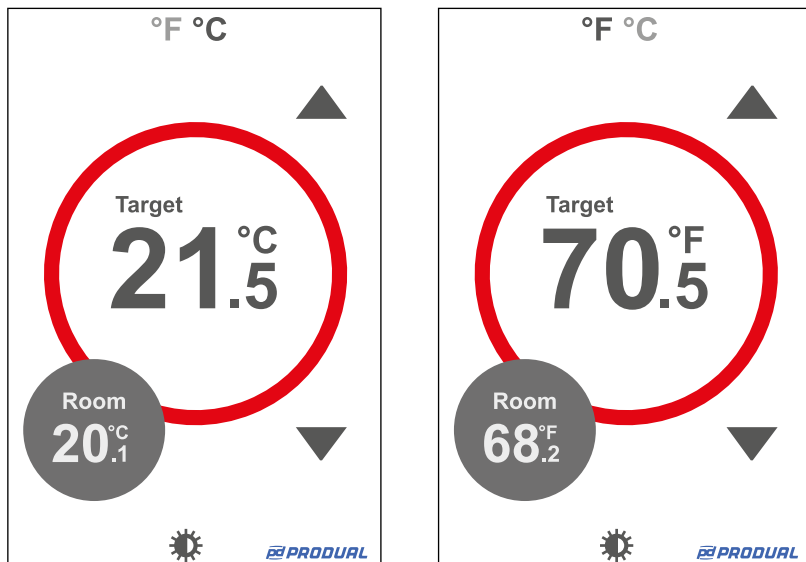 °F °C
Target
21.5 °C
Room
20.1 °C
PRODUAL
°F °C
Target
70.5 °F
Room
68.2 °F
PRODUAL